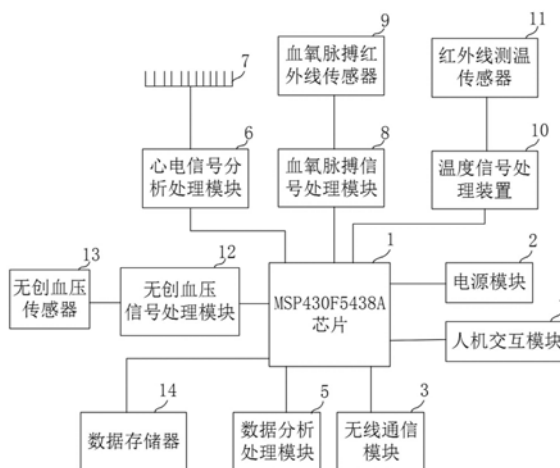 9
11
血氧脉搏红
外线传感器
红外线测温
传感器
7
6
8
10
心电信号分
析处理模块
血氧脉搏信
号处理模块
温度信号处
理装置
13
12
1
2
无创血压
传感器
无创血压
信号处理模块
MSP430F5438A
芯片
电源模块
人机交互模块
14
5
3
数据存储器
数据分析
处理模块
无线通信
模块